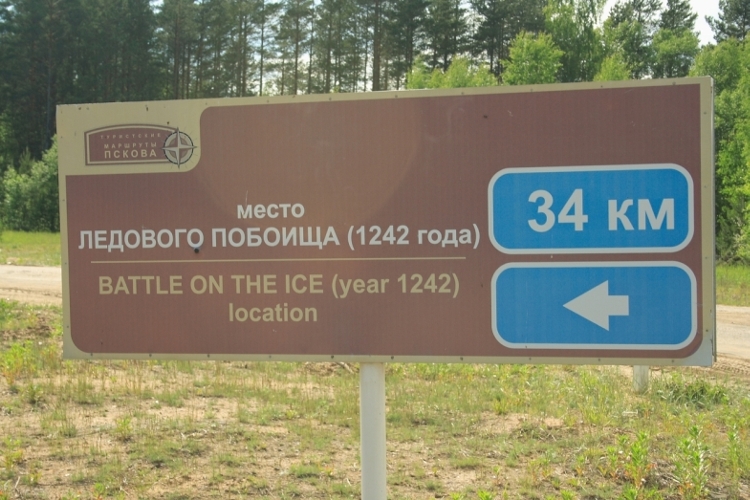 ТУРИСТСКИЕ
МАРШРУТЫ
ПСКОВА
место
ЛЕДОВОГО ПОБОИЩА (1242 года)
BATTLE ON THE ICE (year 1242)
location
34 км